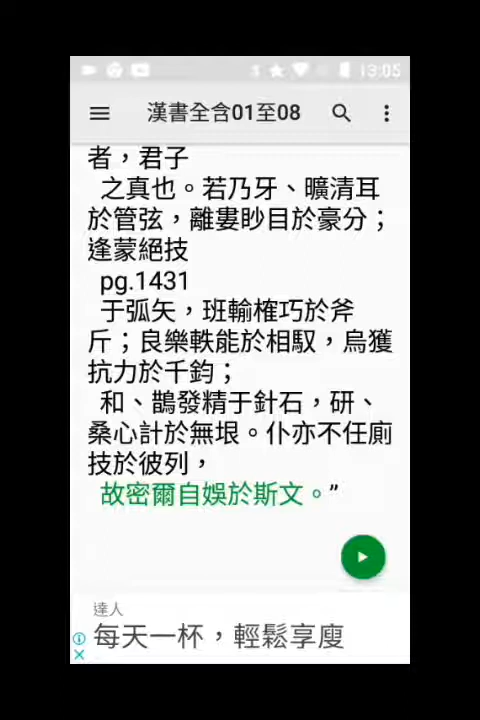 13:05
漢書全含01至08
者，君子
之真也。若乃牙、曠清耳
於管弦，離婁眇目於豪分；
逢蒙絕技
pg.1431
于弧矢，班輸榷巧於斧
斤；良樂軼能於相馭，烏獲
抗力於千鈞；
和、鵲發精于針石，研、
桑心計於無垠。仆亦不任廁
技於彼列，
故密爾自娛於斯文。”
達人
每天一杯，輕鬆享廋